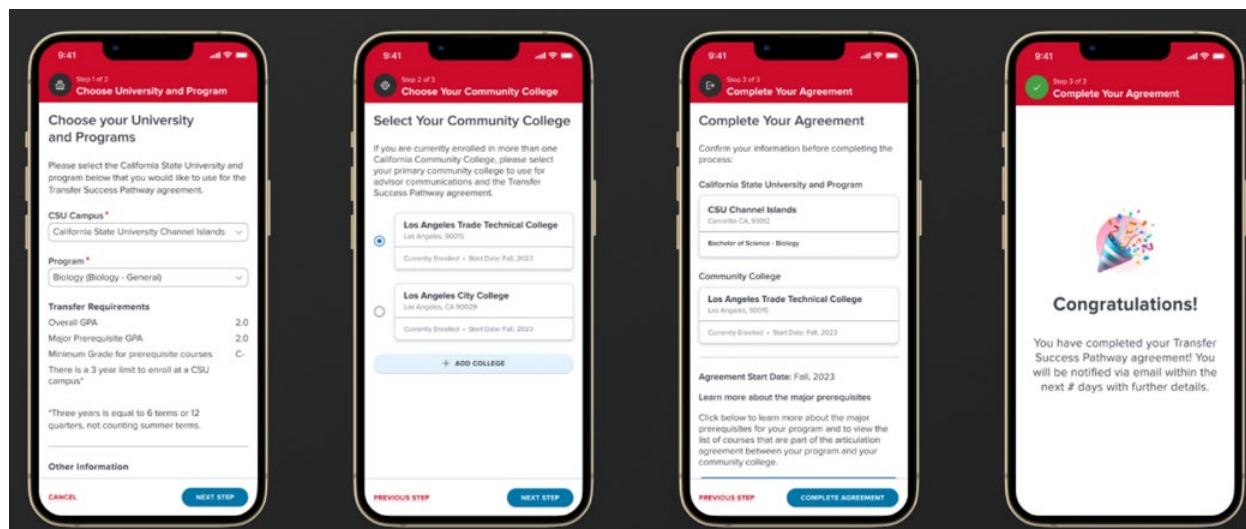 9:41
Step 1 of 3
Choose University and Program
Choose your University
and Programs
Please select the California State University and
program below that you would like to use for the
Transfer Success Pathway agreement.
CSU Campus*
California State University Channel Islands
Program*
Biology (Biology - General)
Transfer Requirements
Overall GPA 2.0
Major Prerequisite GPA 2.0
Minimum Grade for prerequisite courses C-
There is a 3 year limit to enroll at a CSU
campus*
*Three years is equal to 6 terms or 12
quarters, not counting summer terms.
Other Information
CANCEL NEXT STEP
9:41
Step 2 of 3
Choose Your Community College
Select Your Community College
If you are currently enrolled in more than one
California Community College, please select
your primary community college to use for
advisor communications and the Transfer
Success Pathway agreement.
Los Angeles Trade Technical College
Los Angeles, 90015
Currently Enrolled • Start Date: Fall, 2023
Los Angeles City College
Los Angeles, CA 90029
Currently Enrolled • Start Date: Fall, 2023
+ ADD COLLEGE
PREVIOUS STEP NEXT STEP
9:41
Step 3 of 3
Complete Your Agreement
Complete Your Agreement
Confirm your information before completing the
process:
California State University and Program
CSU Channel Islands
Camarillo CA, 93012
Bachelor of Science - Biology
Community College
Los Angeles Trade Technical College
Los Angeles, 90015
Currently Enrolled • Start Date: Fall, 2023
Agreement Start Date: Fall, 2023
Learn more about the major prerequisites
Click below to learn more about the major
prerequisites for your program and to view the
list of courses that are part of the articulation
agreement between your program and your
community college.
PREVIOUS STEP COMPLETE AGREEMENT
9:41
Step 3 of 3
Complete Your Agreement
Congratulations!
You have completed your Transfer
Success Pathway agreement! You
will be notified via email within the
next # days with further details.